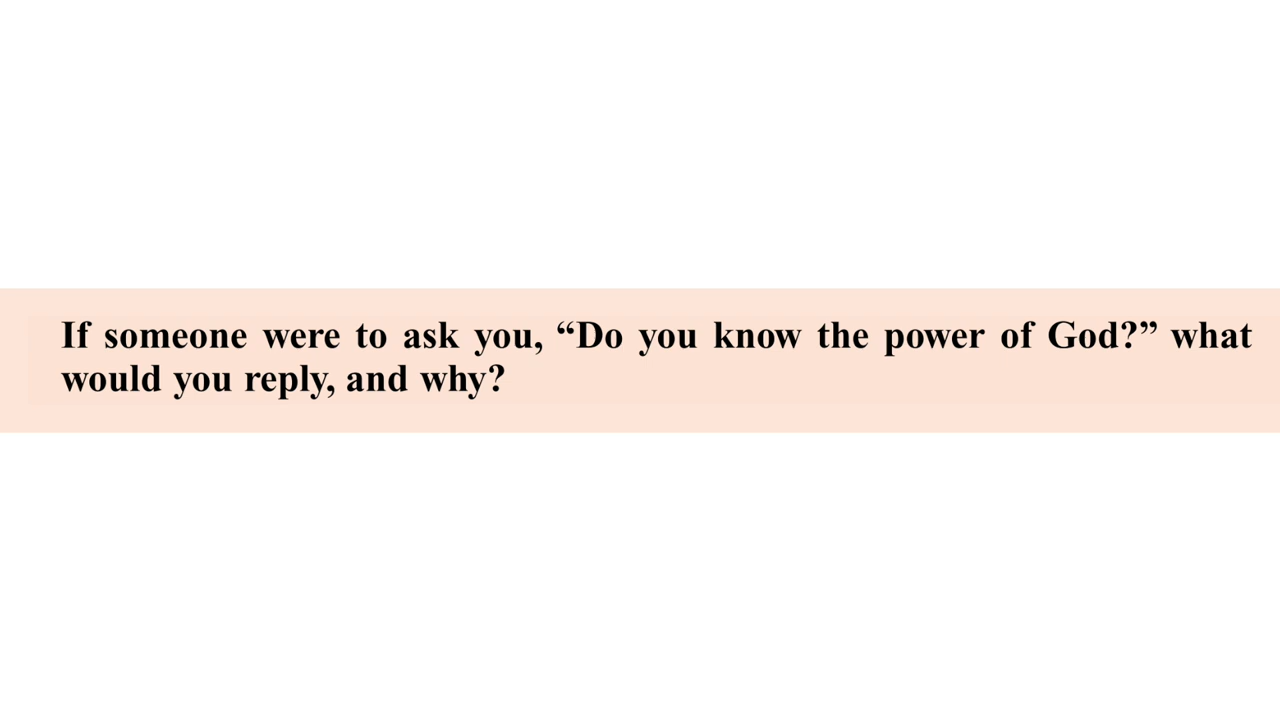 If someone were to ask you, “Do you know the power of God?” what
would you reply, and why?